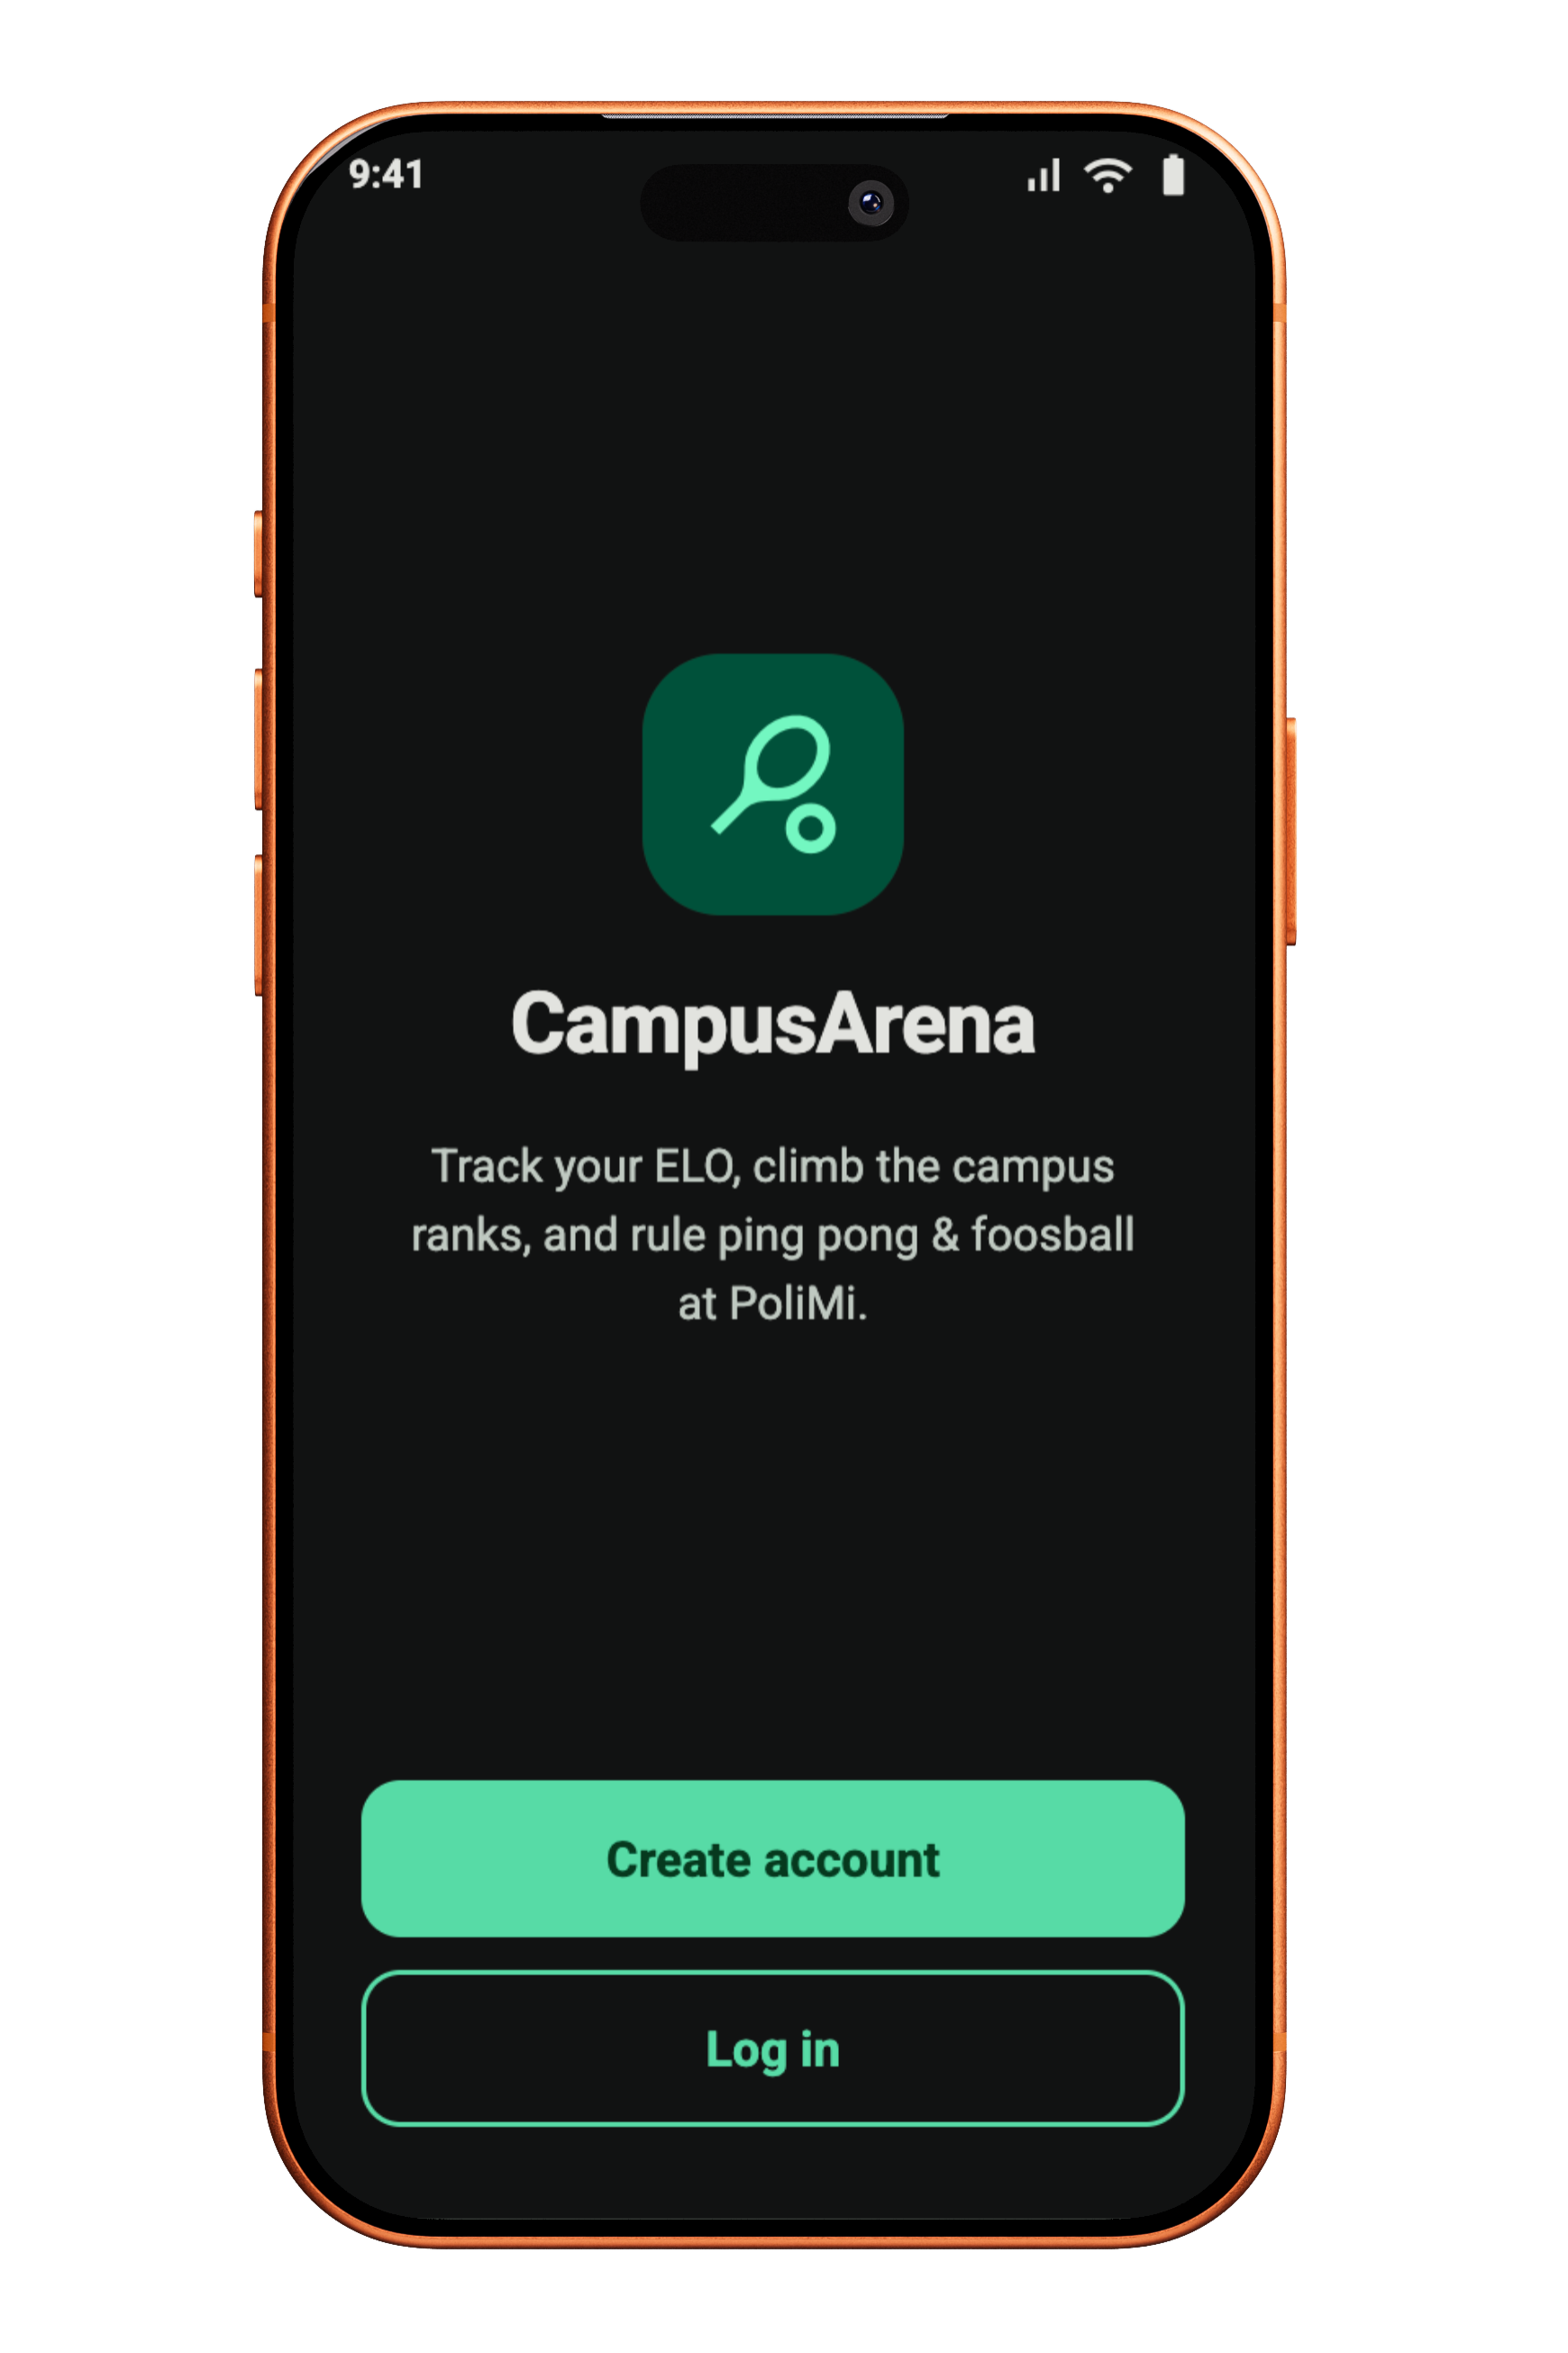 9:41
CampusArena
Track your ELO, climb the campus
ranks, and rule ping pong & foosball
at PoliMi.
Create account
Log in